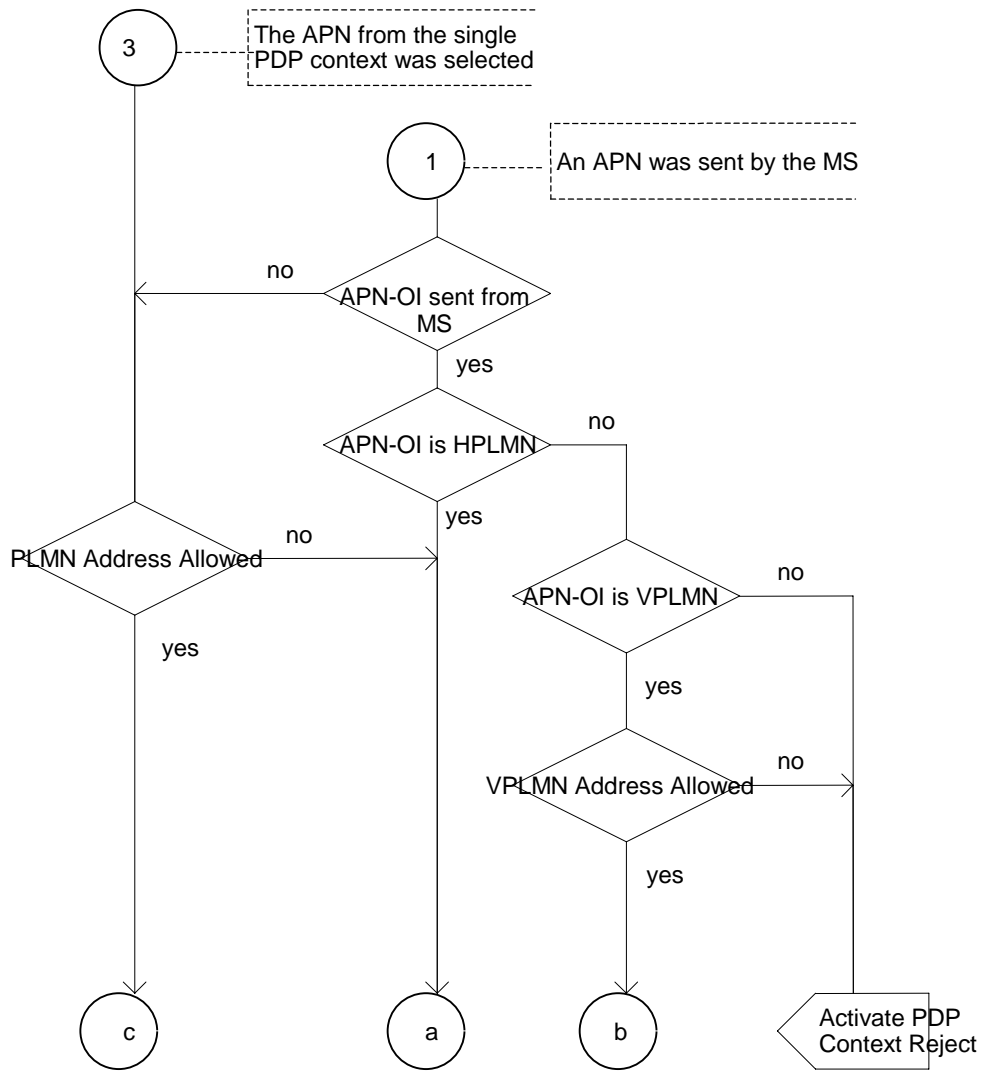 3
The APN from the single
PDP context was selected
1
An APN was sent by the MS
no
APN-OI sent from
MS
yes
no
APN-OI is HPLMN
yes
no
PLMN Address Allowed
no
APN-OI is VPLMN
yes
yes
no
VPLMN Address Allowed
yes
c
a
b
Activate PDP
Context Reject